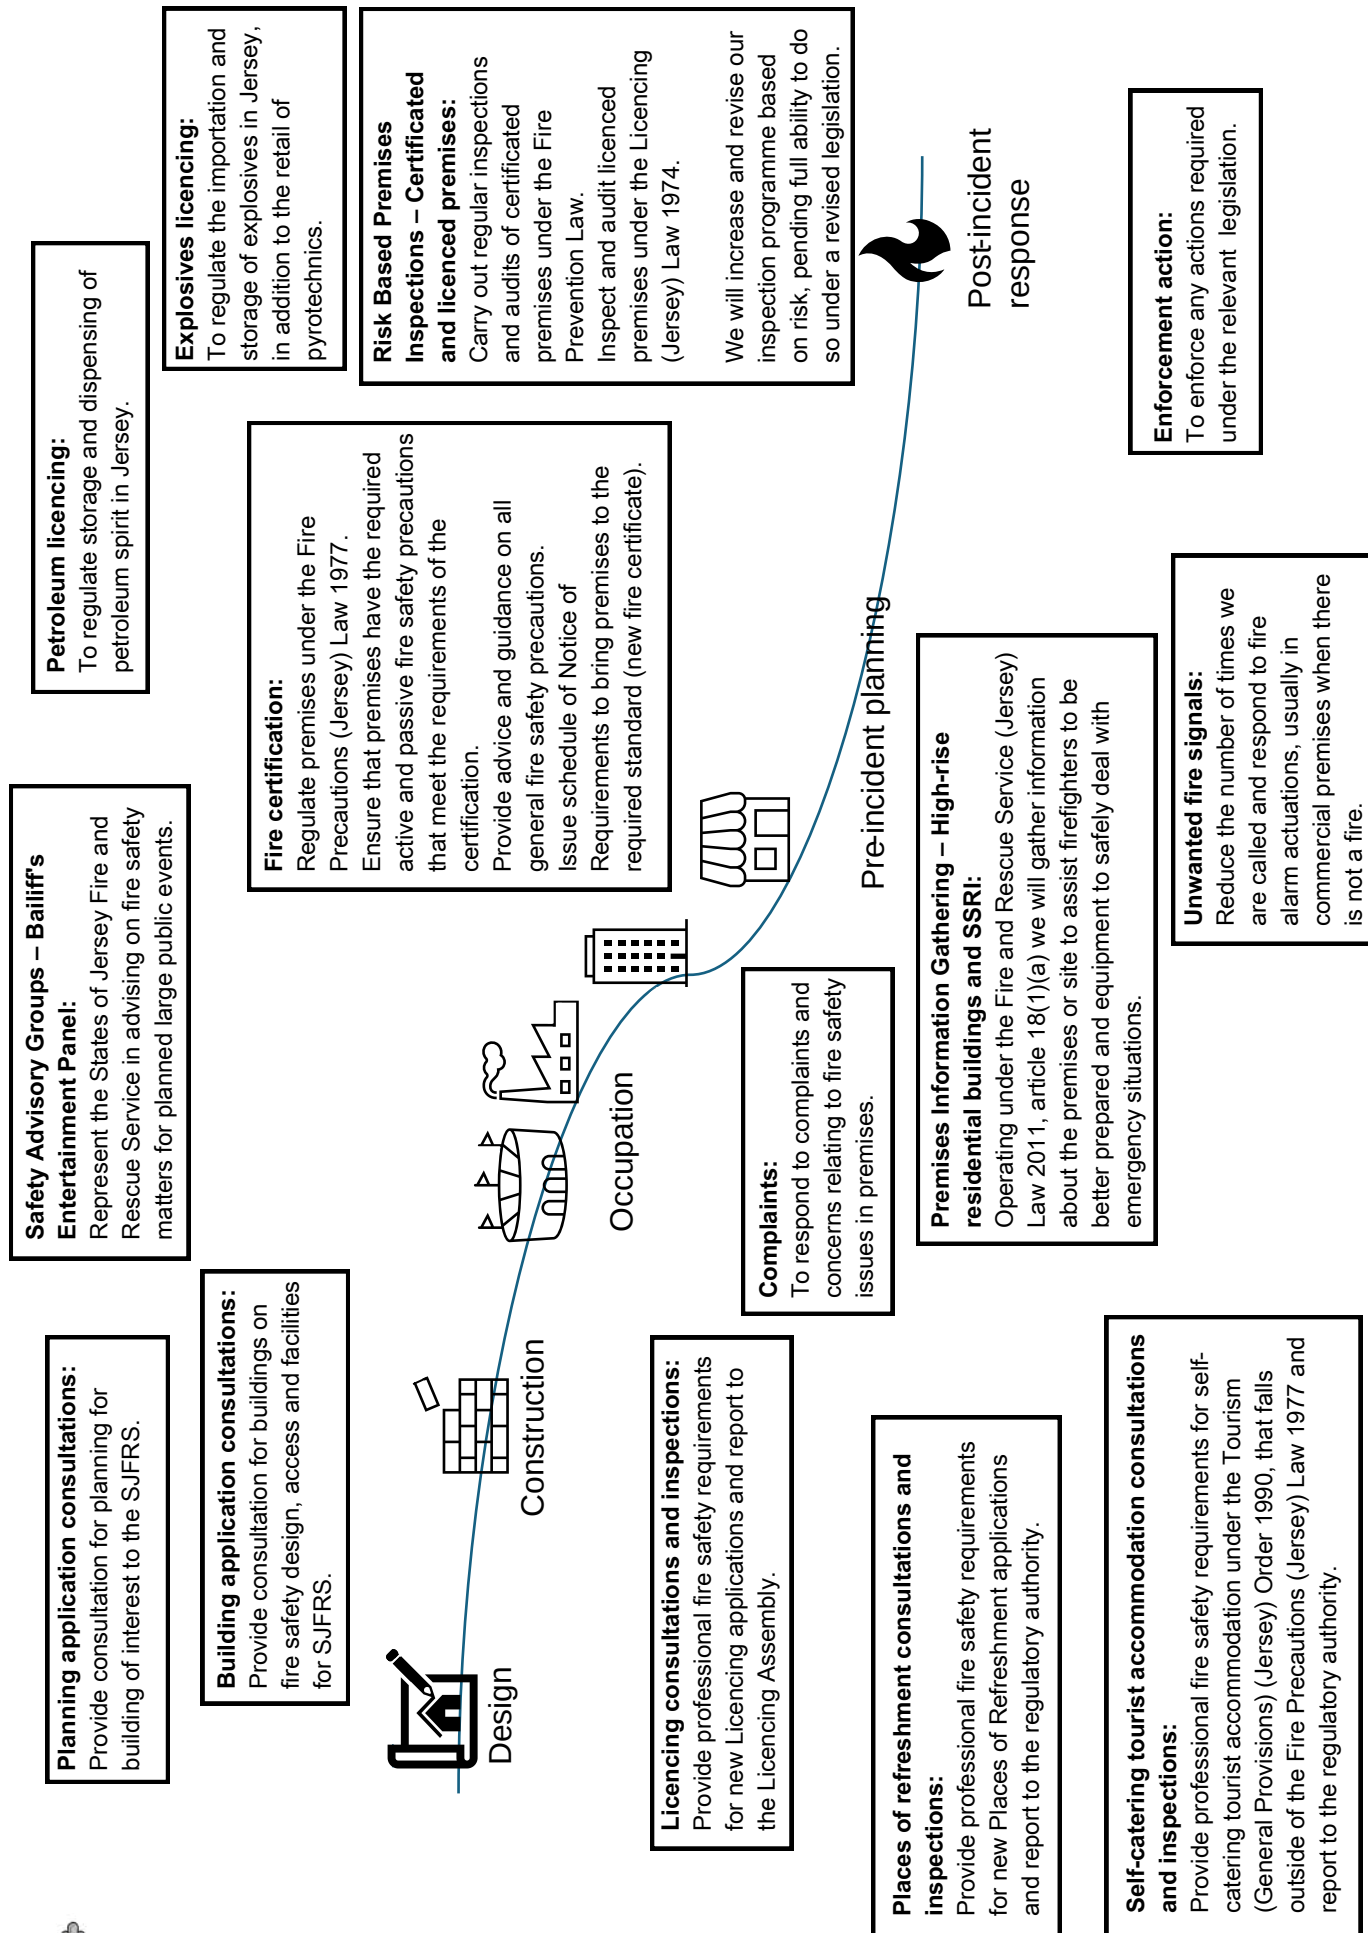 Planning application consultations:
Provide consultation for planning for
building of interest to the SJFRS.
Building application consultations:
Provide consultation for buildings on
fire safety design, access and facilities
for SJFRS.
Safety Advisory Groups – Bailiff's
Entertainment Panel:
Represent the States of Jersey Fire and
Rescue Service in advising on fire safety
matters for planned large public events.
Petroleum licencing:
To regulate storage and dispensing of
petroleum spirit in Jersey.
Explosives licencing:
To regulate the importation and
storage of explosives in Jersey,
in addition to the retail of
pyrotechnics.
Fire certification:
Regulate premises under the Fire
Precautions (Jersey) Law 1977.
Ensure that premises have the required
active and passive fire safety precautions
that meet the requirements of the
certification.
Provide advice and guidance on all
general fire safety precautions.
Issue schedule of Notice of
Requirements to bring premises to the
required standard (new fire certificate).
Risk Based Premises
Inspections – Certificated
and licenced premises:
Carry out regular inspections
and audits of certificated
premises under the Fire
Prevention Law.
Inspect and audit licenced
premises under the Licencing
(Jersey) Law 1974.
We will increase and revise our
inspection programme based
on risk, pending full ability to do
so under a revised legislation.
Design
Construction
Occupation
Pre-incident planning
Post-incident
response
Licencing consultations and inspections:
Provide professional fire safety requirements
for new Licencing applications and report to
the Licencing Assembly.
Complaints:
To respond to complaints and
concerns relating to fire safety
issues in premises.
Places of refreshment consultations and
inspections:
Provide professional fire safety requirements
for new Places of Refreshment applications
and report to the regulatory authority.
Premises Information Gathering – High-rise
residential buildings and SSRI:
Operating under the Fire and Rescue Service (Jersey)
Law 2011, article 18(1)(a) we will gather information
about the premises or site to assist firefighters to be
better prepared and equipment to safely deal with
emergency situations.
Self-catering tourist accommodation consultations
and inspections:
Provide professional fire safety requirements for self-
catering tourist accommodation under the Tourism
(General Provisions) (Jersey) Order 1990, that falls
outside of the Fire Precautions (Jersey) Law 1977 and
report to the regulatory authority.
Unwanted fire signals:
Reduce the number of times we
are called and respond to fire
alarm actuations, usually in
commercial premises when there
is not a fire.
Enforcement action:
To enforce any actions required
under the relevant legislation.